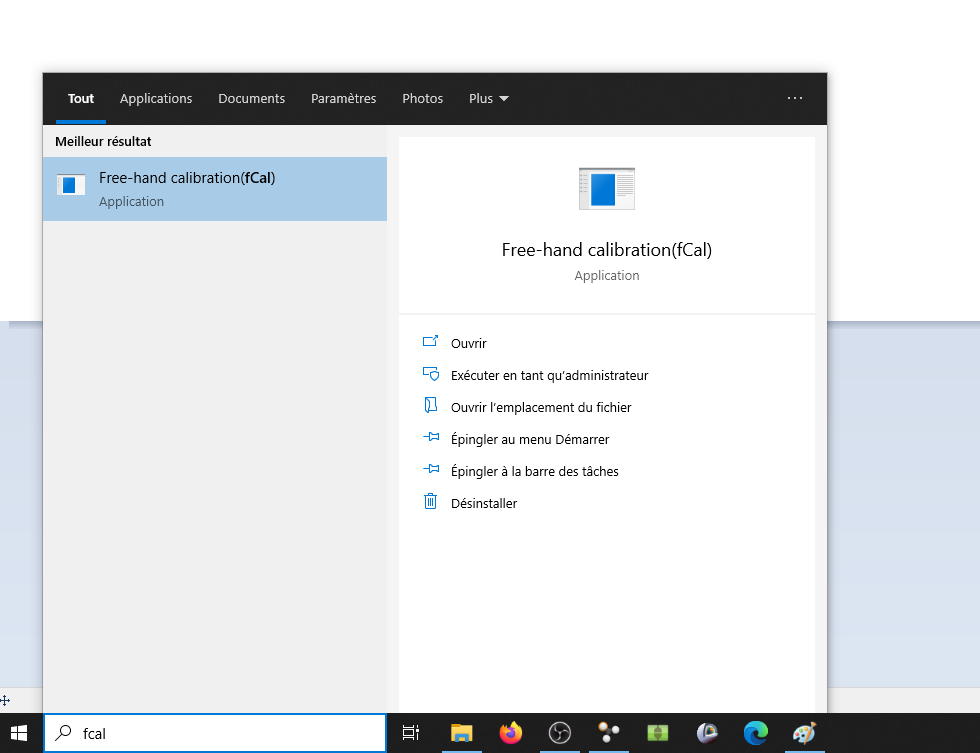 Tout Applications Documents Paramètres Photos Plus ...
Meilleur résultat
Free-hand calibration(fCal)
Application
Free-hand calibration(fCal)
Application
Ouvrir
Exécuter en tant qu’administrateur
Ouvrir l’emplacement du fichier
Épingler au menu Démarrer
Épingler à la barre des tâches
Désinstaller
fcal